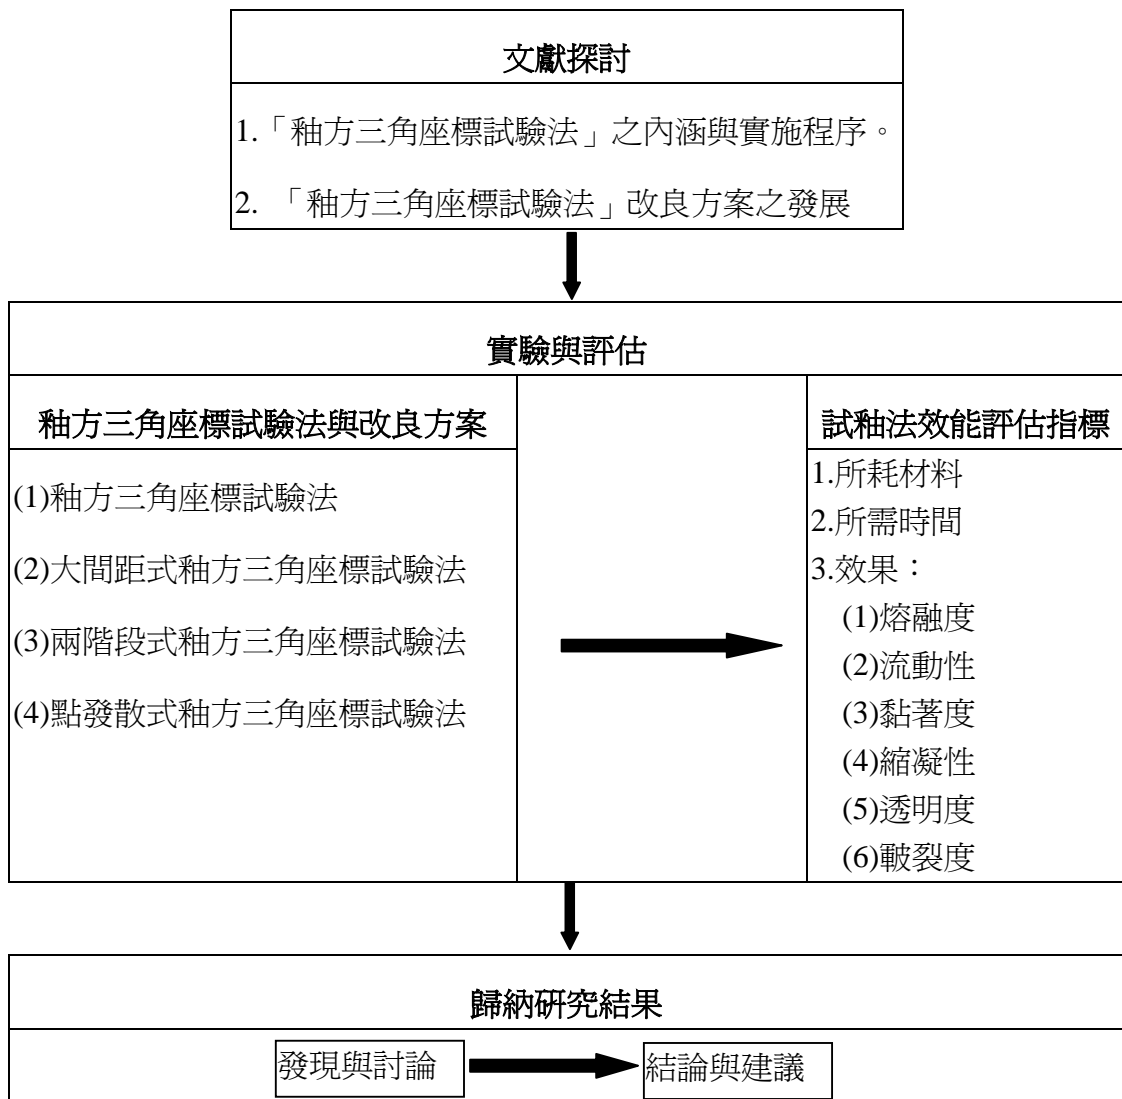 文獻探討
1.「釉方三角座標試驗法」之內涵與實施程序。
2. 「釉方三角座標試驗法」改良方案之發展
實驗與評估
釉方三角座標試驗法與改良方案
(1)釉方三角座標試驗法
(2)大間距式釉方三角座標試驗法
(3)兩階段式釉方三角座標試驗法
(4)點發散式釉方三角座標試驗法
試釉法效能評估指標
1.所耗材料
2.所需時間
3.效果：
(1)熔融度
(2)流動性
(3)黏著度
(4)縮凝性
(5)透明度
(6)皸裂度
歸納研究結果
發現與討論
結論與建議